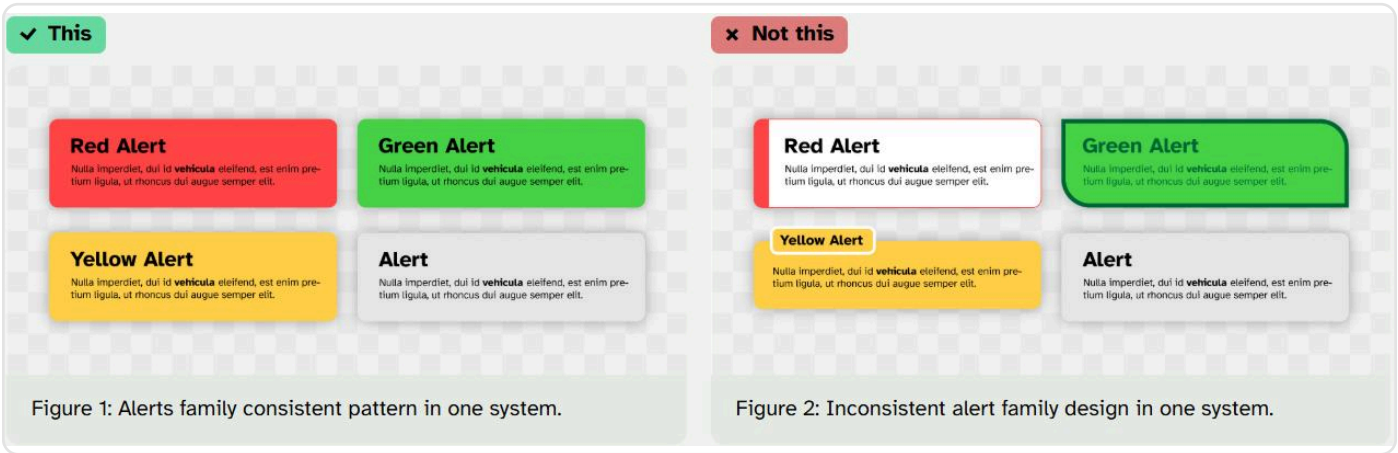 This
Red Alert
Nulla imperdiet, dui id vehicula eleifend, est enim pre-
tium ligula, ut rhoncus dui augue semper elit.
Green Alert
Nulla imperdiet, dui id vehicula eleifend, est enim pre-
tium ligula, ut rhoncus dui augue semper elit.
Yellow Alert
Nulla imperdiet, dui id vehicula eleifend, est enim pre-
tium ligula, ut rhoncus dui augue semper elit.
Alert
Nulla imperdiet, dui id vehicula eleifend, est enim pre-
tium ligula, ut rhoncus dui augue semper elit.
Figure 1: Alerts family consistent pattern in one system.
Not this
Red Alert
Nulla imperdiet, dui id vehicula eleifend, est enim pre-
tium ligula, ut rhoncus dui augue semper elit.
Green Alert
Nulla imperdiet, dui id vehicula eleifend, est enim pre-
tium ligula, ut rhoncus dui augue semper elit.
Yellow Alert
Nulla imperdiet, dui id vehicula eleifend, est enim pre-
tium ligula, ut rhoncus dui augue semper elit.
Alert
Nulla imperdiet, dui id vehicula eleifend, est enim pre-
tium ligula, ut rhoncus dui augue semper elit.
Figure 2: Inconsistent alert family design in one system.